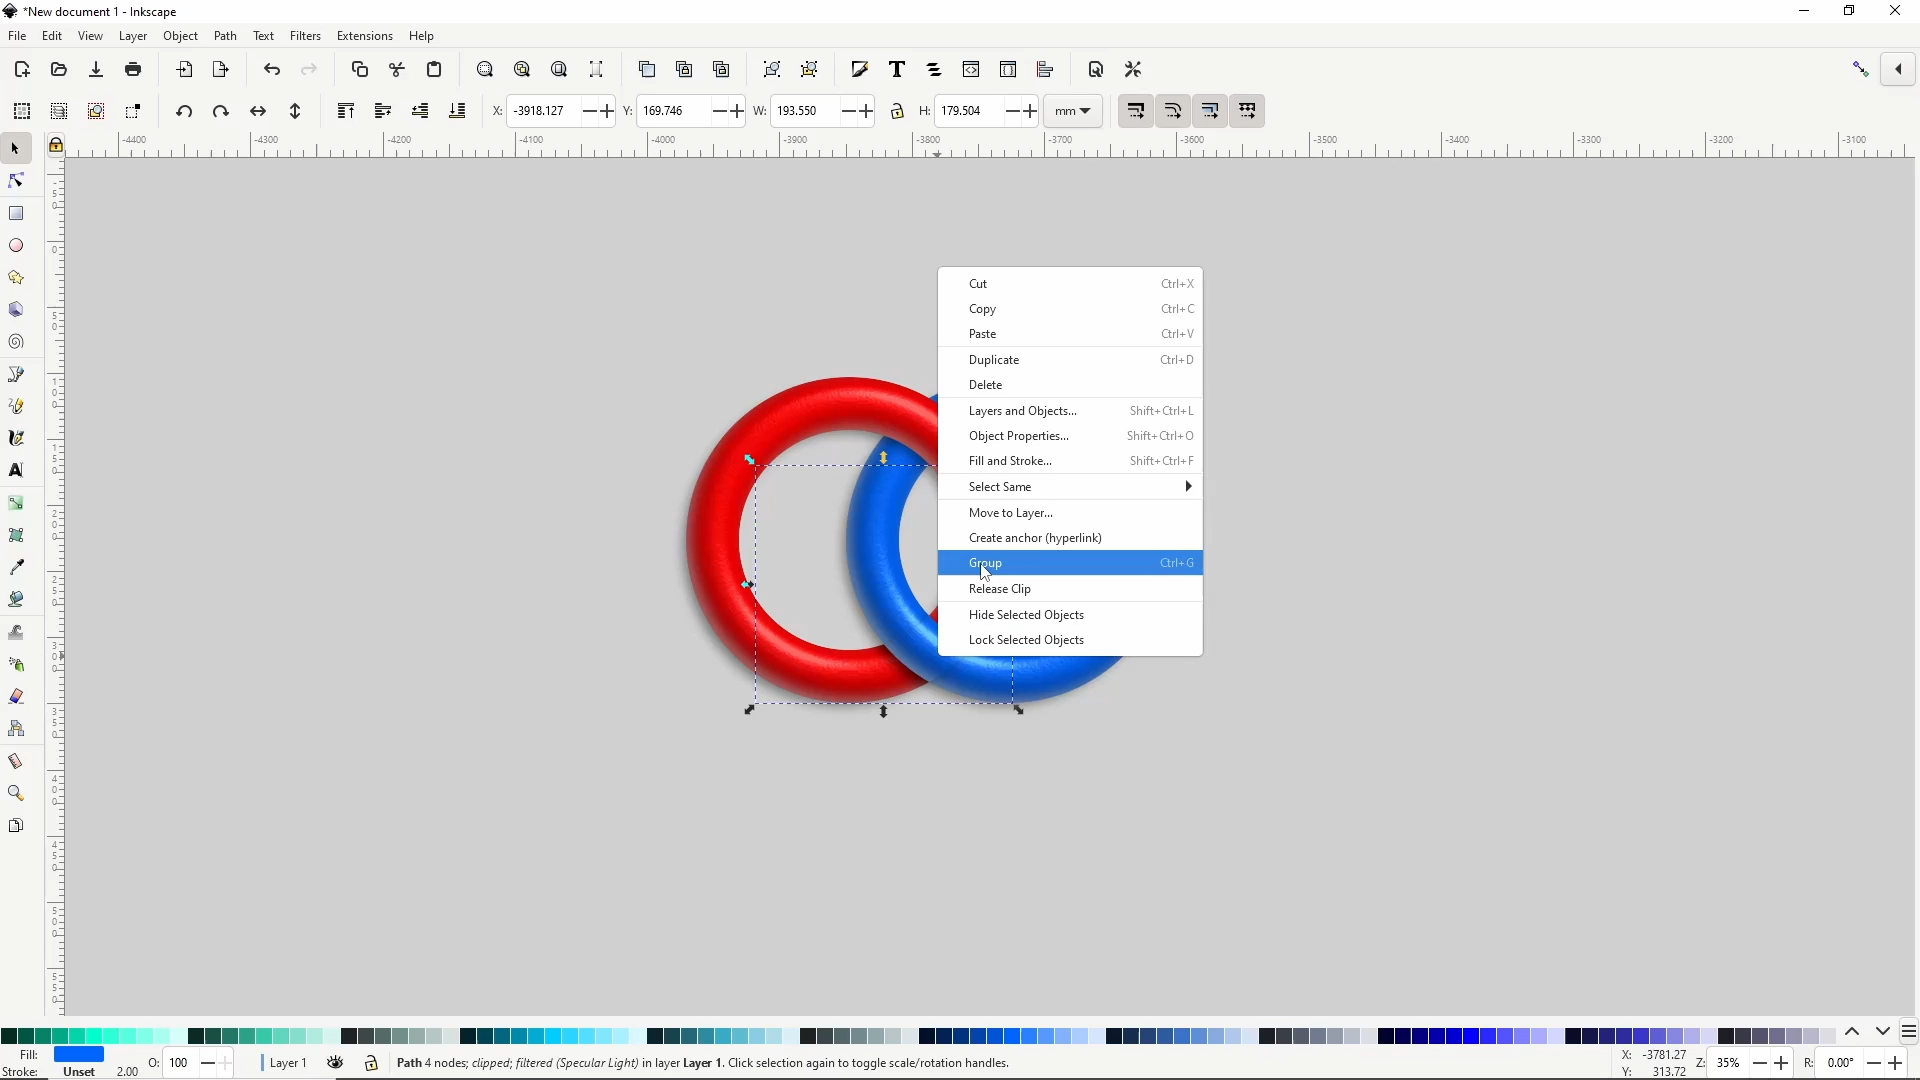 *New document 1 - Inkscape
File Edit View Layer Object Path Text Filters Extensions Help
X: -3918.127 Y: 169.746 W: 193.550 H: 179.504 mm
-4400 -4300 -4200 -4100 -4000 -3900 -3800 -3700 -3600 -3500 -3400 -3300 -3200 -3100
Cut Ctrl+X
Copy Ctrl+C
Paste Ctrl+V
Duplicate Ctrl+D
Delete
Layers and Objects... Shift+Ctrl+L
Object Properties... Shift+Ctrl+O
Fill and Stroke... Shift+Ctrl+F
Select Same
Move to Layer...
Create anchor (hyperlink)
Group Ctrl+G
Release Clip
Hide Selected Objects
Lock Selected Objects
Fill: O: 100 Layer 1 Path 4 nodes; clipped; filtered (Specular Light) in layer Layer 1. Click selection again to toggle scale/rotation handles. X: -3781.27 Z: 35% R: 0.00°
Stroke: Unset 2.00 Y: 313.72